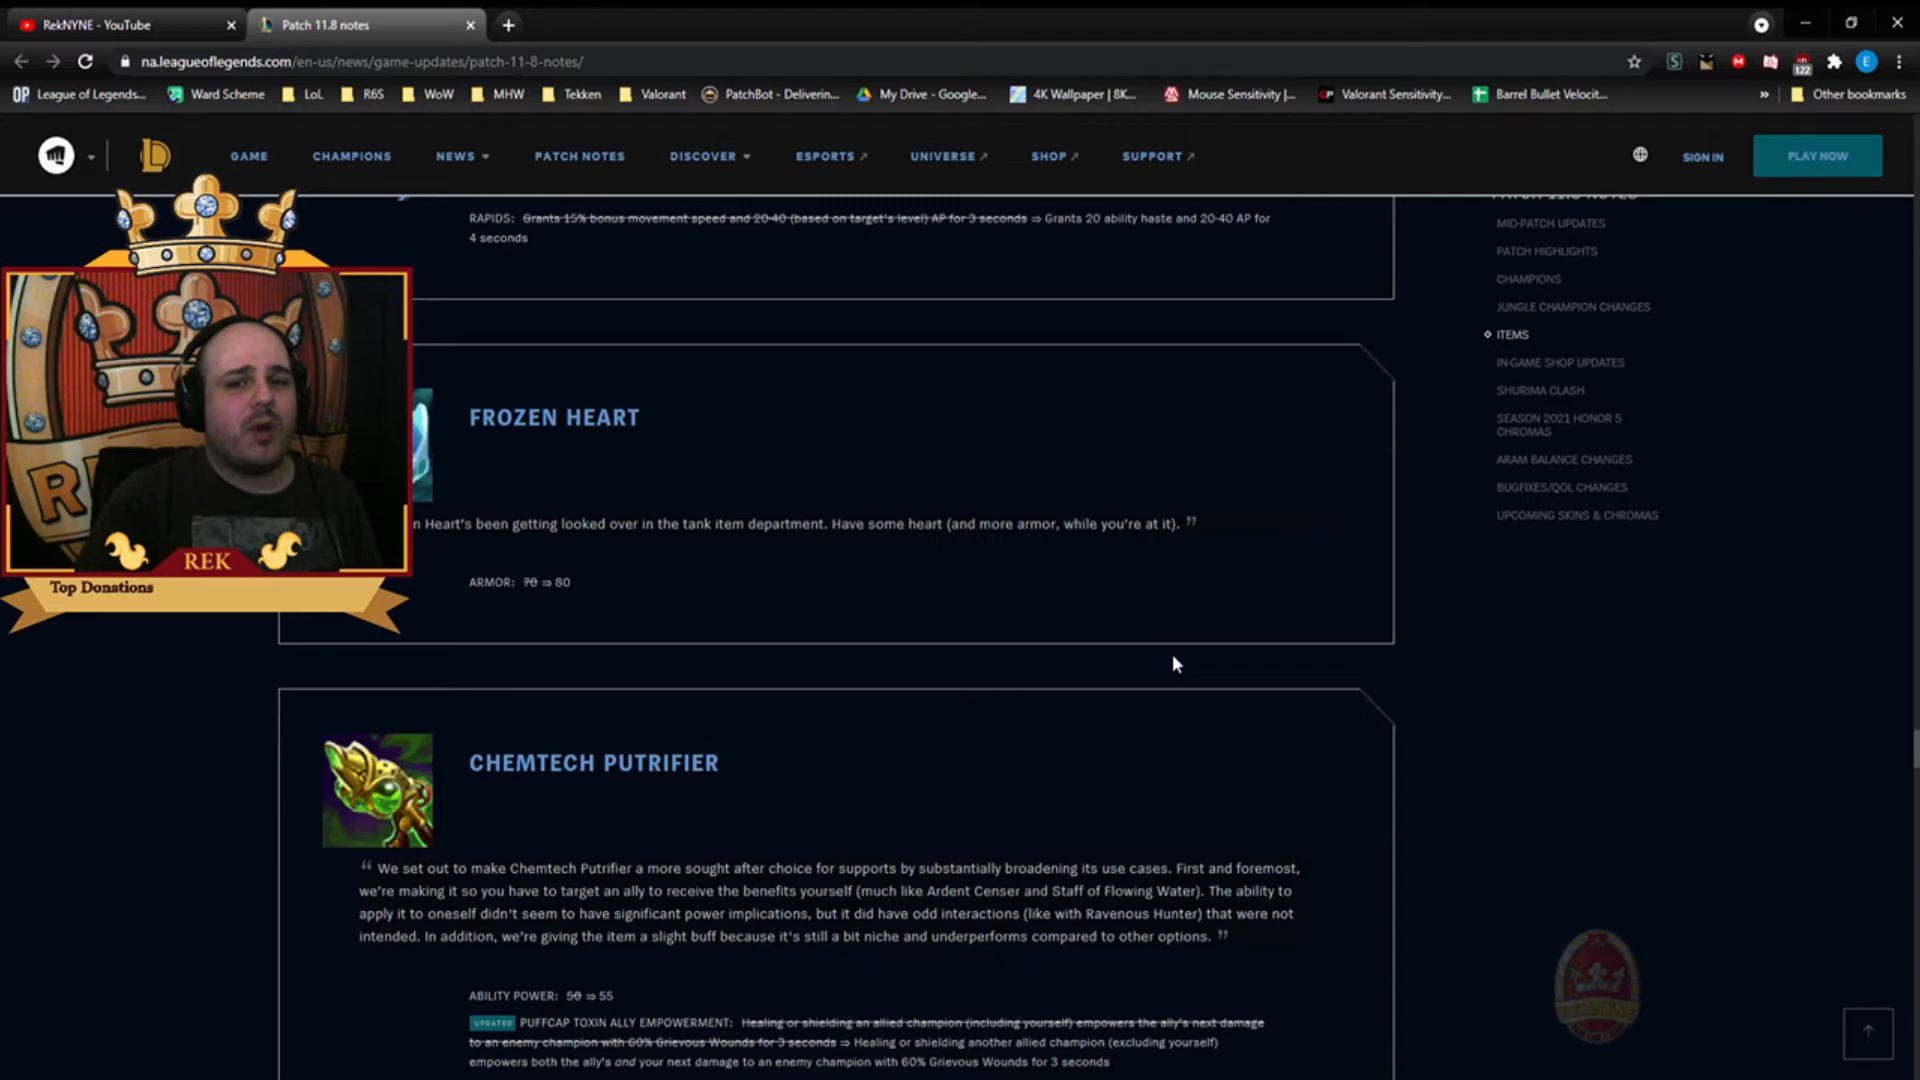 RekNYNE - YouTube
Patch 11.8 notes
na.leagueoflegends.com/en-us/news/game-updates/patch-11-8-notes/
122
E
OP League of Legends...
Ward Scheme
LoL
R6S
WoW
MHW
Tekken
Valorant
PatchBot - Deliverin...
My Drive - Google...
4K Wallpaper | 8K...
Mouse Sensitivity |...
Valorant Sensitivity...
Barrel Bullet Velocit...
Other bookmarks
GAME
CHAMPIONS
NEWS
PATCH NOTES
DISCOVER
ESPORTS
UNIVERSE
SHOP
SUPPORT
SIGN IN
PLAY NOW
RAPIDS: Grants 15% bonus movement speed and 20-40 (based on target's level) AP for 3 seconds ⇒ Grants 20 ability haste and 20-40 AP for
4 seconds
PATCH 11.8 NOTES
MID-PATCH UPDATES
PATCH HIGHLIGHTS
CHAMPIONS
JUNGLE CHAMPION CHANGES
ITEMS
IN-GAME SHOP UPDATES
SHURIMA CLASH
SEASON 2021 HONOR 5
CHROMAS
ARAM BALANCE CHANGES
BUGFIXES/QOL CHANGES
UPCOMING SKINS & CHROMAS
FROZEN HEART
n Heart's been getting looked over in the tank item department. Have some heart (and more armor, while you're at it). ”
ARMOR: 70 ⇒ 80
REK
Top Donations
CHEMTECH PUTRIFIER
“ We set out to make Chemtech Putrifier a more sought after choice for supports by substantially broadening its use cases. First and foremost,
we're making it so you have to target an ally to receive the benefits yourself (much like Ardent Censer and Staff of Flowing Water). The ability to
apply it to oneself didn't seem to have significant power implications, but it did have odd interactions (like with Ravenous Hunter) that were not
intended. In addition, we're giving the item a slight buff because it's still a bit niche and underperforms compared to other options. ”
ABILITY POWER: 50 ⇒ 55
UPDATED PUFFCAP TOXIN ALLY EMPOWERMENT: Healing or shielding an allied champion (including yourself) empowers the ally's next damage
to an enemy champion with 60% Grievous Wounds for 3 seconds ⇒ Healing or shielding another allied champion (excluding yourself)
empowers both the ally's and your next damage to an enemy champion with 60% Grievous Wounds for 3 seconds